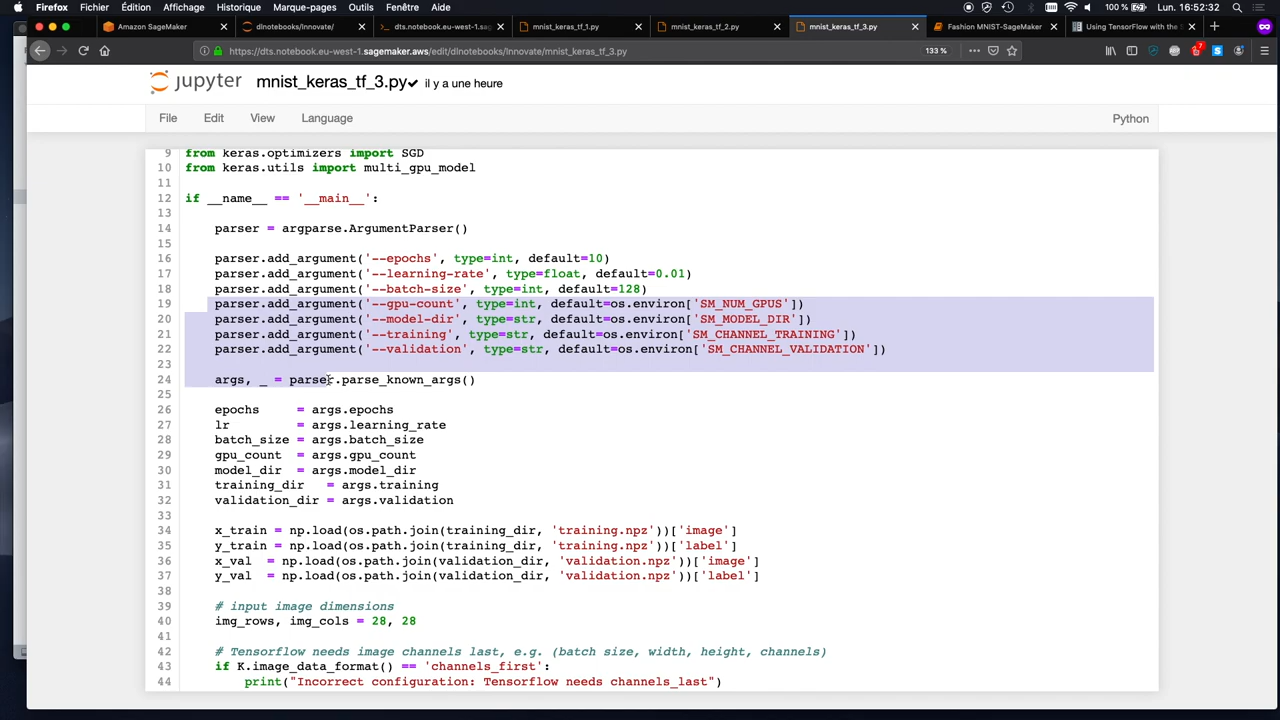 Firefox Fichier Édition Affichage Historique Marque-pages Outils Fenêtre Aide 100 % Lun. 16:52:32
Amazon SageMaker dlnotebooks/Innovate/ dts.notebook.eu-west-1.sag mnist_keras_tf_1.py mnist_keras_tf_2.py mnist_keras_tf_3.py Fashion MNIST-SageMaker Using TensorFlow with the S
https://dts.notebook.eu-west-1.sagemaker.aws/edit/dlnotebooks/Innovate/mnist_keras_tf_3.py 133 %
jupyter mnist_keras_tf_3.py il y a une heure
File Edit View Language Python
9 from keras.optimizers import SGD
10 from keras.utils import multi_gpu_model
11
12 if __name__ == '__main__':
13
14 parser = argparse.ArgumentParser()
15
16 parser.add_argument('--epochs', type=int, default=10)
17 parser.add_argument('--learning-rate', type=float, default=0.01)
18 parser.add_argument('--batch-size', type=int, default=128)
19 parser.add_argument('--gpu-count', type=int, default=os.environ['SM_NUM_GPUS'])
20 parser.add_argument('--model-dir', type=str, default=os.environ['SM_MODEL_DIR'])
21 parser.add_argument('--training', type=str, default=os.environ['SM_CHANNEL_TRAINING'])
22 parser.add_argument('--validation', type=str, default=os.environ['SM_CHANNEL_VALIDATION'])
23
24 args, _ = parser.parse_known_args()
25
26 epochs = args.epochs
27 lr = args.learning_rate
28 batch_size = args.batch_size
29 gpu_count = args.gpu_count
30 model_dir = args.model_dir
31 training_dir = args.training
32 validation_dir = args.validation
33
34 x_train = np.load(os.path.join(training_dir, 'training.npz'))['image']
35 y_train = np.load(os.path.join(training_dir, 'training.npz'))['label']
36 x_val = np.load(os.path.join(validation_dir, 'validation.npz'))['image']
37 y_val = np.load(os.path.join(validation_dir, 'validation.npz'))['label']
38
39 # input image dimensions
40 img_rows, img_cols = 28, 28
41
42 # Tensorflow needs image channels last, e.g. (batch size, width, height, channels)
43 if K.image_data_format() == 'channels_first':
44 print("Incorrect configuration: Tensorflow needs channels_last")